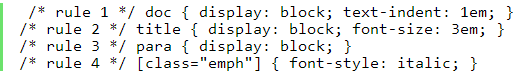 /* rule 1 */ doc { display: block; text-indent: 1em; }
/* rule 2 */ title { display: block; font-size: 3em; }
/* rule 3 */ para { display: block; }
/* rule 4 */ [class="emph"] { font-style: italic; }